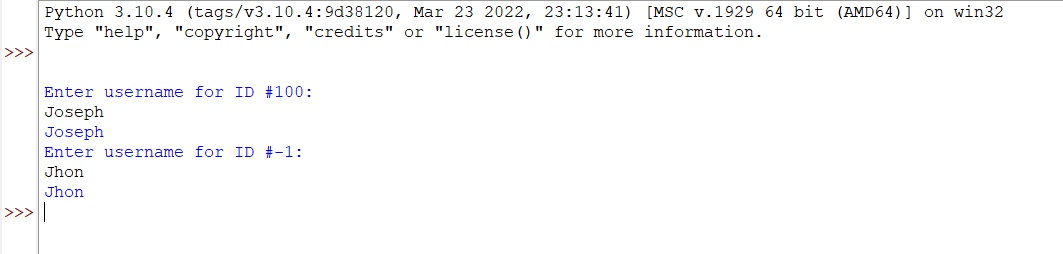 Python 3.10.4 (tags/v3.10.4:9d38120, Mar 23 2022, 23:13:41) [MSC v.1929 64 bit (AMD64)] on win32
Type "help", "copyright", "credits" or "license()" for more information.
>>>
Enter username for ID #100:
Joseph
Joseph
Enter username for ID #-1:
Jhon
Jhon
>>>